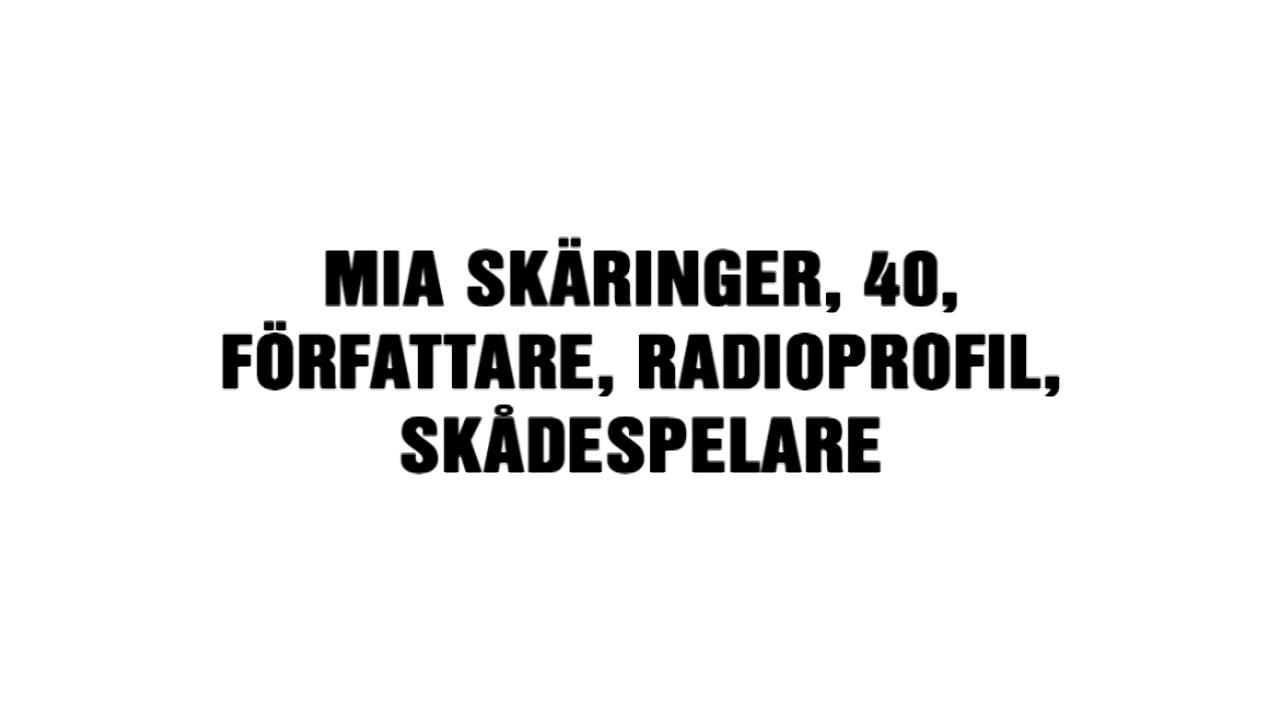 MIA SKÄRINGER, 40,
FÖRFATTARE, RADIOPROFIL,
SKÅDESPELARE